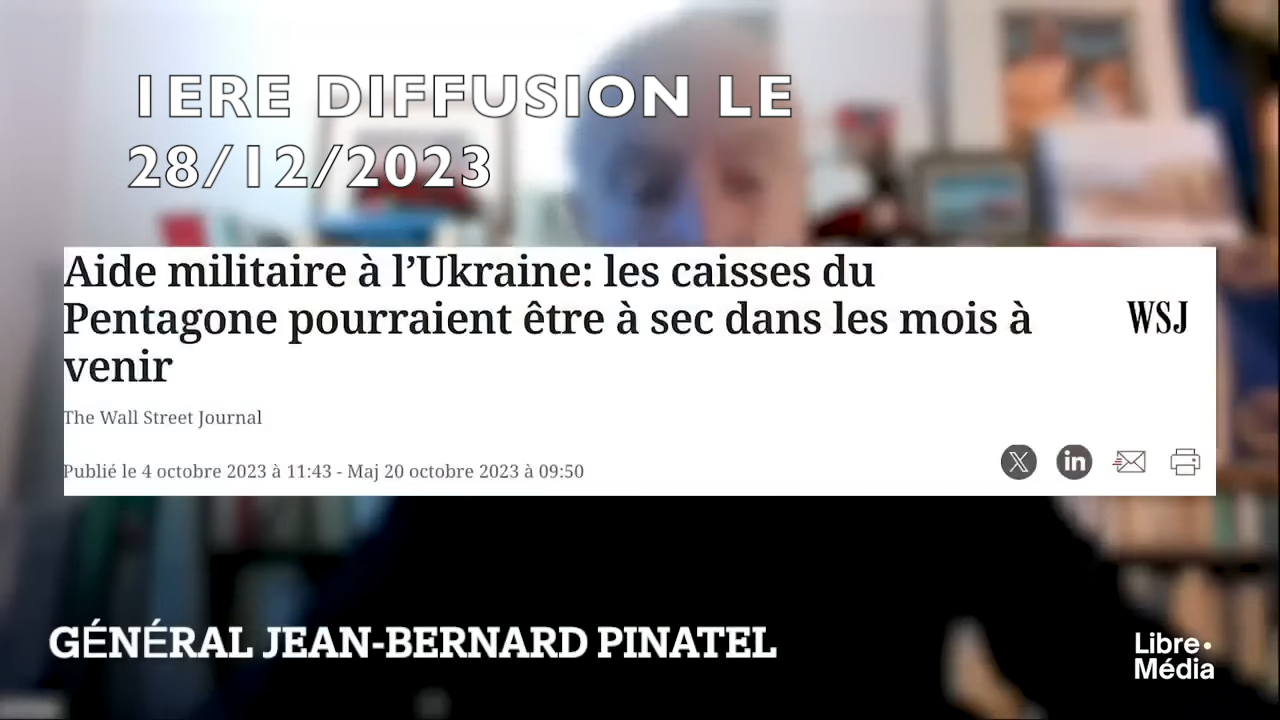 1ERE DIFFUSION LE
28/12/2023
Aide militaire à l’Ukraine: les caisses du
Pentagone pourraient être à sec dans les mois à
venir
WSJ
The Wall Street Journal
Publié le 4 octobre 2023 à 11:43 - Maj 20 octobre 2023 à 09:50
X
in
GÉNÉRAL JEAN-BERNARD PINATEL
Libre•
Média